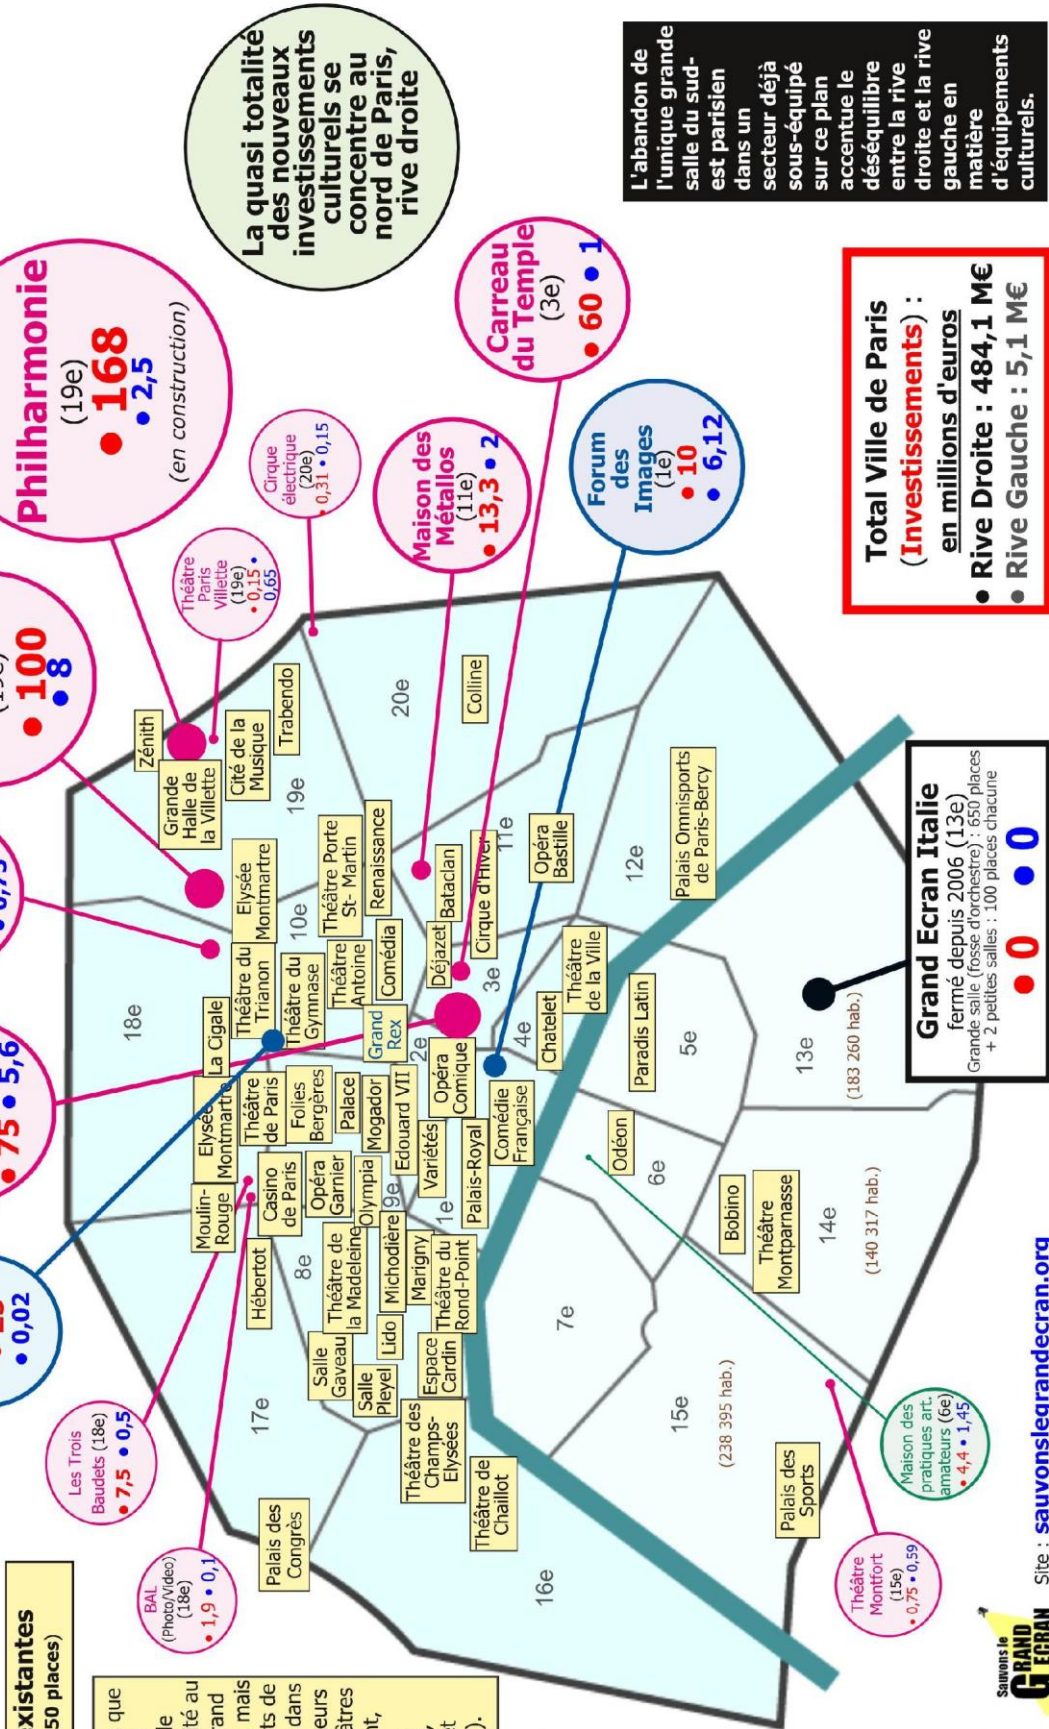 xistantes
50 places)
que
de
té au
rand
mais
ts de
dans
eurs
âtres
nt,
et
).
Les Trois
Baudets (18e)
• 7,5 • 0,5
BAL
(Photo/Vidéo)
(18e)
• 1,9 • 0,1
• 0,02
• 75 • 5,6
• 100
• 8
Philharmonie
(19e)
• 168
• 2,5
(en construction)
La quasi totalité
des nouveaux
investissements
culturels se
concentre au
nord de Paris,
rive droite
Théâtre
Paris
Villette
(19e)
• 0,15 •
0,65
Cirque
électrique
(20e)
• 0,31 • 0,15
Maison des
Métallos
(11e)
• 13,3 • 2
Carreau
du Temple
(3e)
• 60 • 1
Forum
des
Images
(1e)
• 10
• 6,12
L'abandon de
l'unique grande
salle du sud-
est parisien
dans un
secteur déjà
sous-équipé
sur ce plan
accentue le
déséquilibre
entre la rive
droite et la rive
gauche en
matière
d'équipements
culturels.
Total Ville de Paris
(Investissements) :
en millions d'euros
• Rive Droite : 484,1 M€
• Rive Gauche : 5,1 M€
Zénith
Grande
Halle de
la Villette
Cité de la
Musique
Trabendo
19e
18e
La Cigale
Théâtre du
Trianon
Elysée
Montmartre
10e
Théâtre du
Gymnase
Théâtre Porte
St- Martin
Théâtre
Antoine
Renaissance
Comédia
Grand
Rex
2e
20e
Colline
Déjazet
Bataclan
Cirque d'Hiver
11e
3e
Moulin-
Rouge
Elysée
Montmartre
Théâtre
de Paris
Casino
de Paris
Folies
Bergères
Opéra
Garnier
Palace
Olympia
Mogador
9e
Edouard VII
Variétés
Opéra
Comique
1e
Palais-Royal
Comédie
Française
4e
Chatelet
Théâtre
de la Ville
Opéra
Bastille
12e
Palais Omnisports
de Paris-Bercy
17e
Hébertot
8e
Théâtre de
la Madeleine
Salle
Gaveau
Salle
Pleyel
Lido
Michodière
Marigny
Théâtre du
Rond-Point
Espace
Cardin
Théâtre des
Champs-
Elysées
Théâtre de
Chaillot
Palais des
Congrès
16e
7e
Odéon
6e
Paradis Latin
5e
15e
(238 395 hab.)
Palais des
Sports
Bobino
Théâtre
Montparnasse
14e
(140 317 hab.)
13e
(183 260 hab.)
Grand Ecran Italie
fermé depuis 2006 (13e)
Grande salle (fosse d'orchestre) : 650 places
+ 2 petites salles : 100 places chacune
• 0 • 0
Maison des
pratiques art.
amateurs (6e)
• 4,4 • 1,45
Théâtre
Montfort
(15e)
• 0,75 • 0,59
Sauvons le
GRAND
ECRAN
Site : sauvonslegrandecran.org